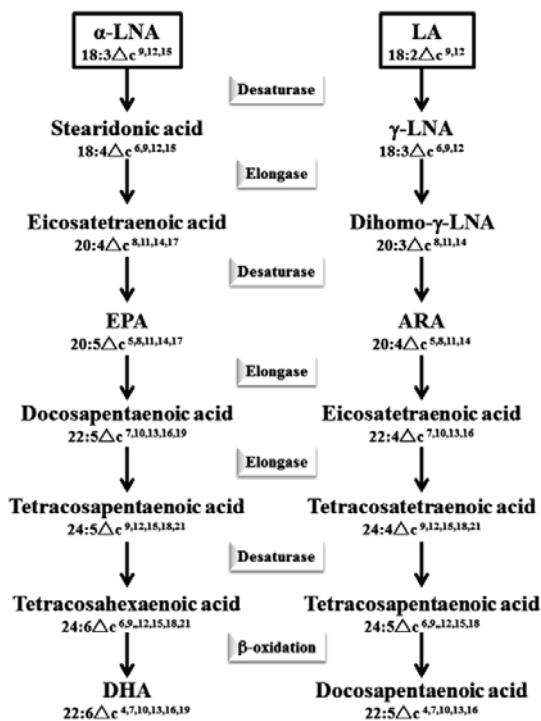 α-LNA LA
18:3△c 9,12,15 18:2△c 9,12
Desaturase
Stearidonic acid γ-LNA
18:4△c 6,9,12,15 18:3△c 6,9,12
Elongase
Eicosatetraenoic acid Dihomo-γ-LNA
20:4△c 8,11,14,17 20:3△c 8,11,14
Desaturase
EPA ARA
20:5△c 5,8,11,14,17 20:4△c 5,8,11,14
Elongase
Docosapentaenoic acid Eicosatetraenoic acid
22:5△c 7,10,13,16,19 22:4△c 7,10,13,16
Elongase
Tetracosapentaenoic acid Tetracosatetraenoic acid
24:5△c 9,12,15,18,21 24:4△c 9,12,15,18,21
Desaturase
Tetracosahexaenoic acid Tetracosapentaenoic acid
24:6△c 6,9,,12,15,18,21 24:5△c 6,9,,12,15,18
β-oxidation
DHA Docosapentaenoic acid
22:6△c 4,7,10,13,16,19 22:5△c 4,7,10,13,16